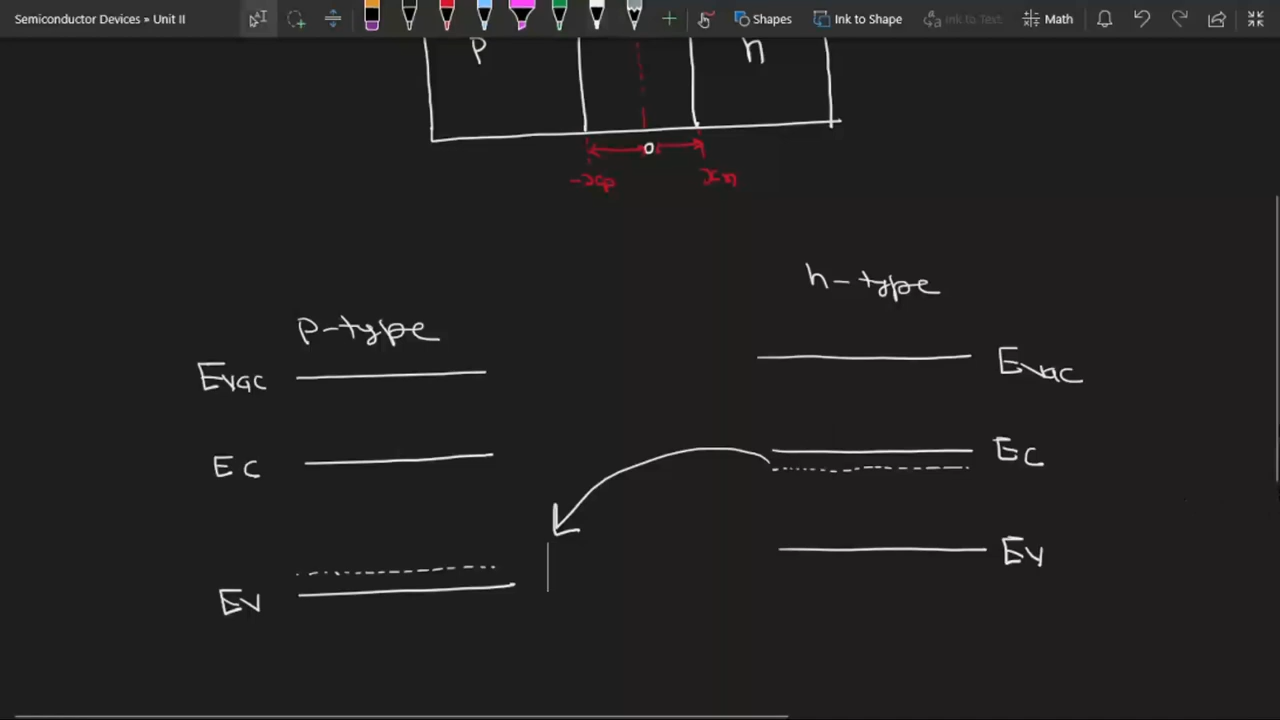 Semiconductor Devices » Unit II
Shapes
Ink to Shape
Ink to Text
Math
P
n
0
-xp
xn
n-type
p-type
Evac
Evac
Ec
Ec
Ev
Ev